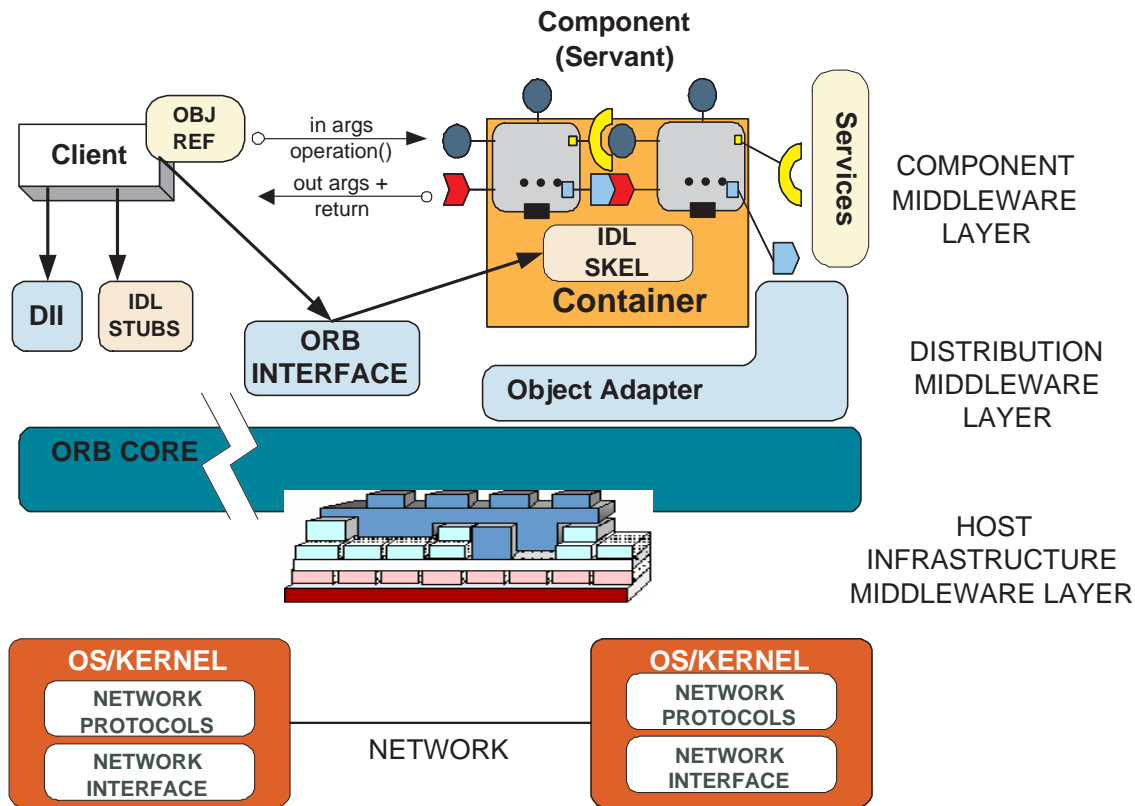 Component
(Servant)
OBJ
REF
Client
in args
operation()
out args +
return
Services
COMPONENT
MIDDLEWARE
LAYER
IDL
SKEL
Container
DII
IDL
STUBS
ORB
INTERFACE
Object Adapter
DISTRIBUTION
MIDDLEWARE
LAYER
ORB CORE
HOST
INFRASTRUCTURE
MIDDLEWARE LAYER
OS/KERNEL
NETWORK
PROTOCOLS
NETWORK
INTERFACE
NETWORK
OS/KERNEL
NETWORK
PROTOCOLS
NETWORK
INTERFACE